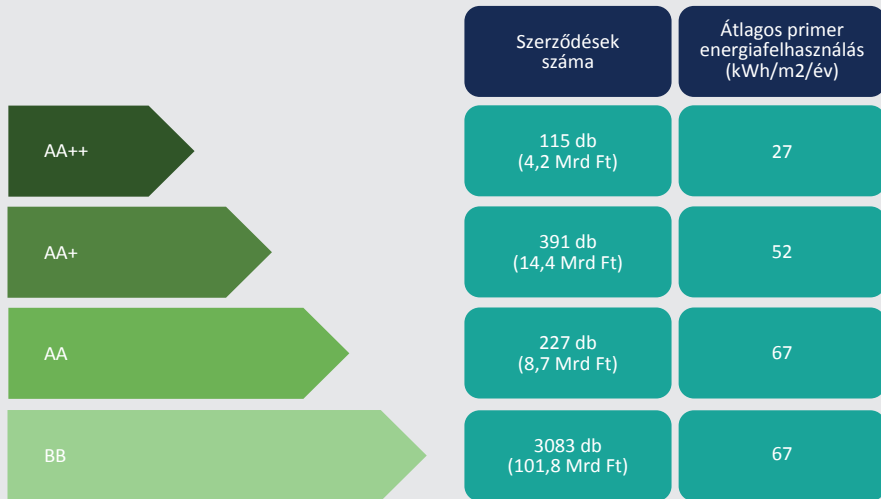 Szerződések
száma
Átlagos primer
energiafelhasználás
(kWh/m2/év)
AA++
115 db
(4,2 Mrd Ft)
27
AA+
391 db
(14,4 Mrd Ft)
52
AA
227 db
(8,7 Mrd Ft)
67
BB
3083 db
(101,8 Mrd Ft)
67